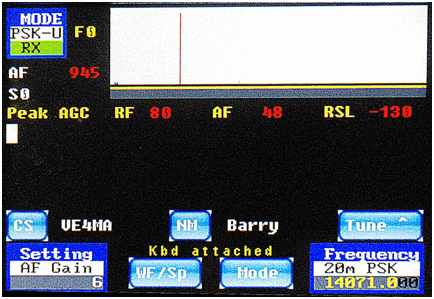 MODE
PSK-U F0
RX
AF 945
S0
Peak AGC RF 80 AF 48 RSL -130
CS VE4MA NM Barry Tune ^
Kbd attached
Setting WF/Sp Mode Frequency
AF Gain 20m PSK
6 14071.000